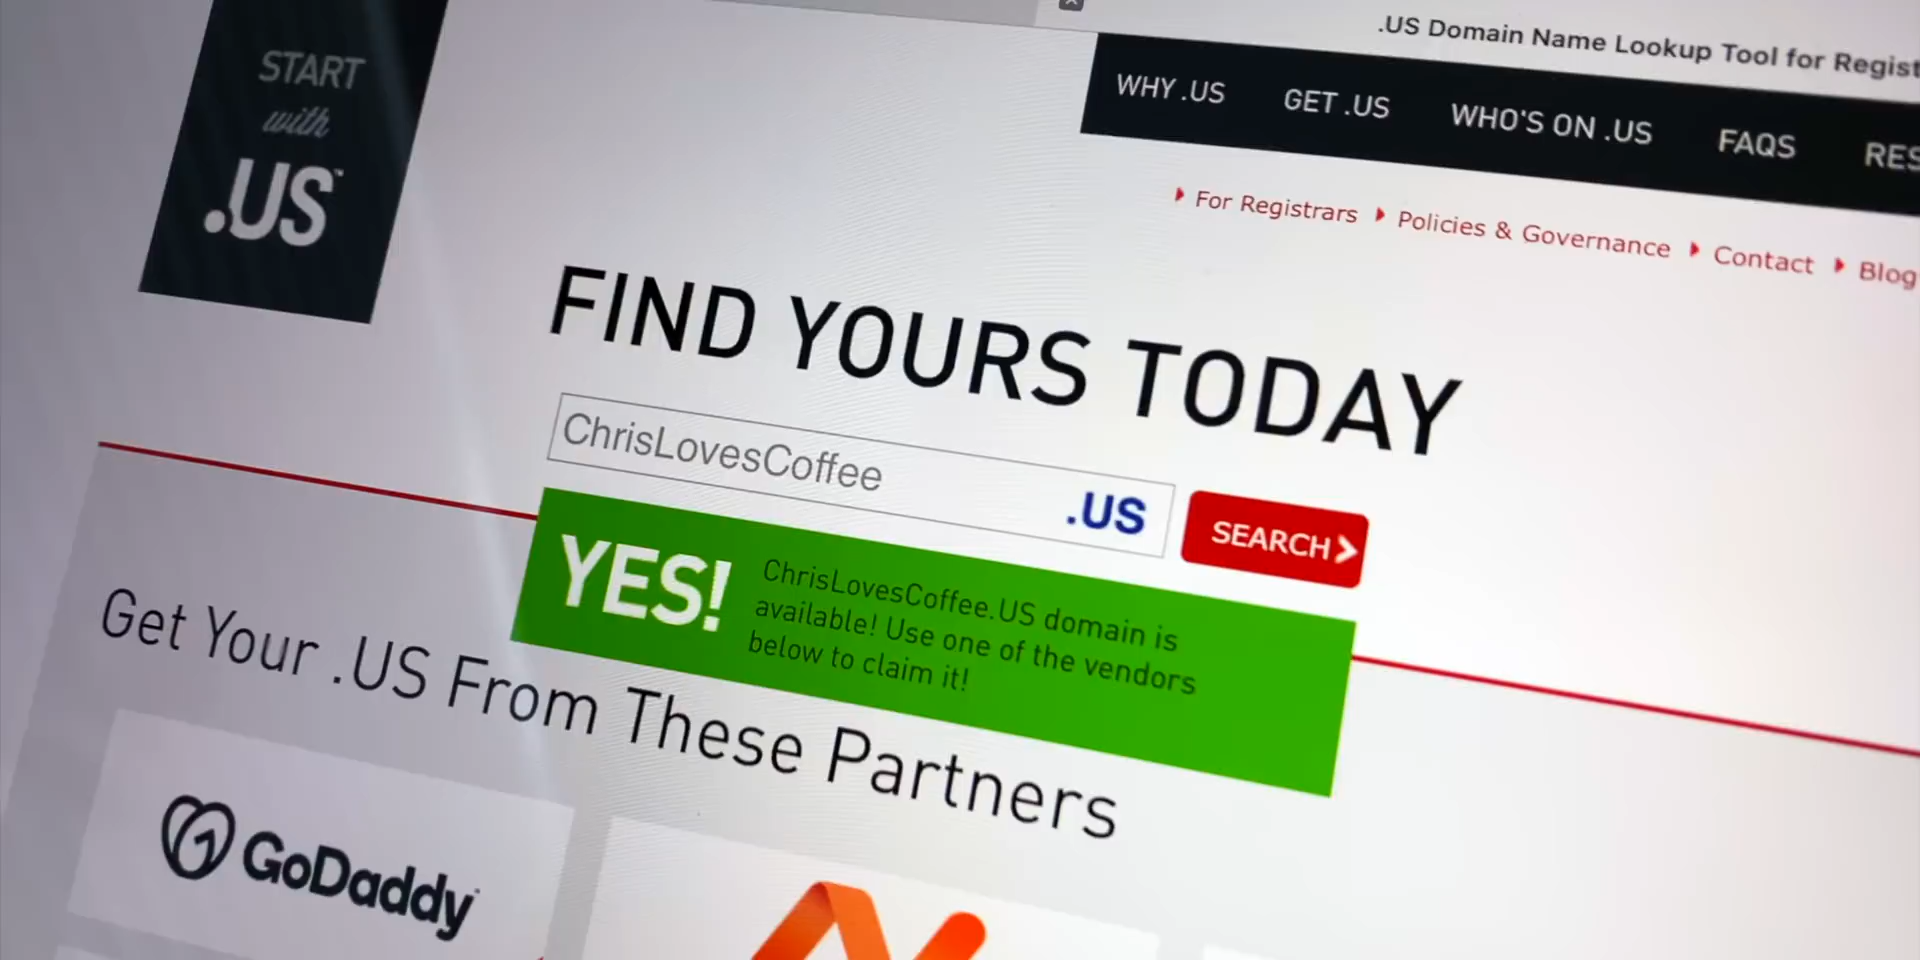 .US Domain Name Lookup Tool for Regist
START
with
.US™
WHY .US GET .US WHO'S ON .US FAQS RES
For Registrars Policies & Governance Contact Blog
FIND YOURS TODAY
ChrisLovesCoffee .US SEARCH
YES! ChrisLovesCoffee.US domain is
available! Use one of the vendors
below to claim it!
Get Your .US From These Partners
GoDaddy